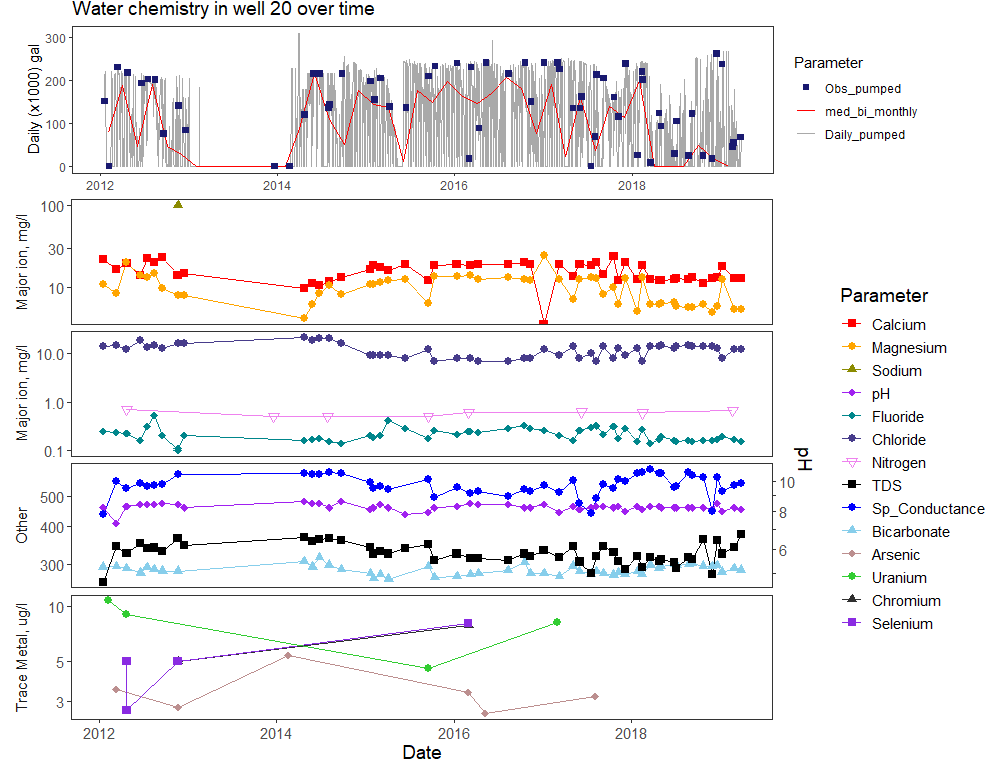 Water chemistry in well 20 over time
Daily (x1000) gal
300
200
100
0
2012
2014
2016
2018
Parameter
Obs_pumped
med_bi_monthly
Daily_pumped
Major ion, mg/l
100
30
10
Major ion, mg/l
10.0
1.0
0.1
Other
500
400
300
pH
10
8
6
Trace Metal, ug/l
10
5
3
2012
2014
2016
2018
Date
Parameter
Calcium
Magnesium
Sodium
pH
Fluoride
Chloride
Nitrogen
TDS
Sp_Conductance
Bicarbonate
Arsenic
Uranium
Chromium
Selenium